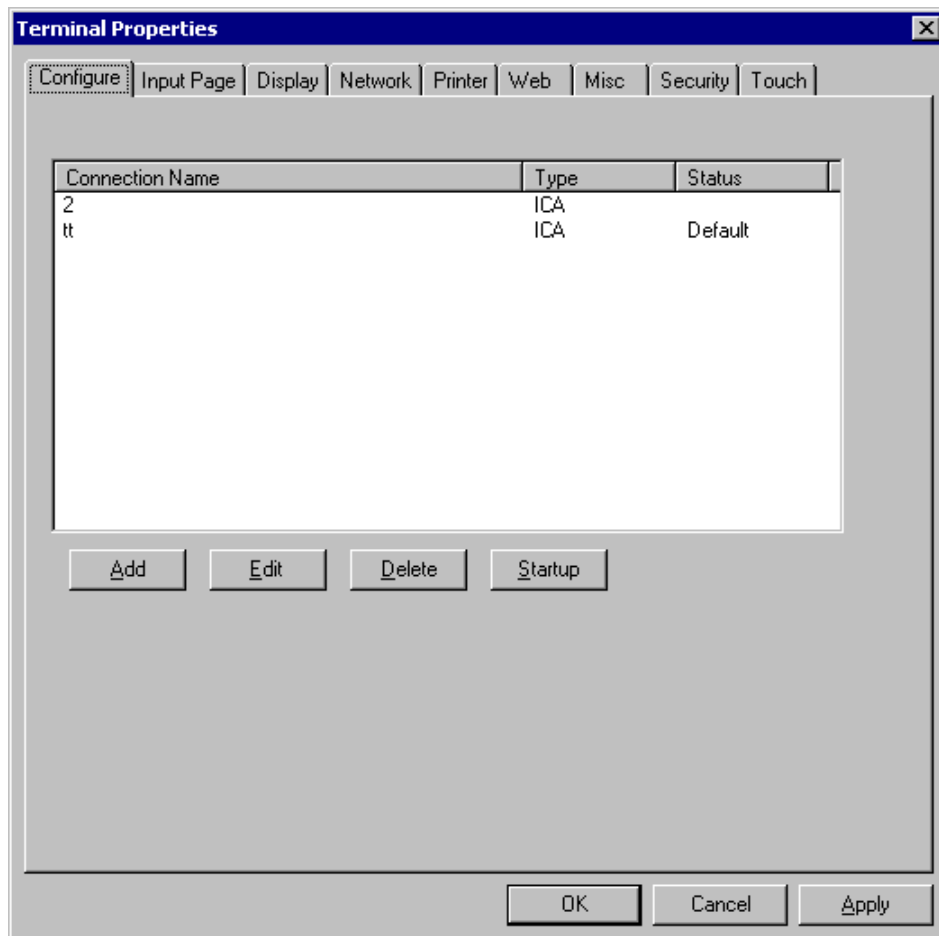 Terminal Properties
Configure Input Page Display Network Printer Web Misc Security Touch
Connection Name Type Status
2 ICA
tt ICA Default
Add Edit Delete Startup
OK Cancel Apply